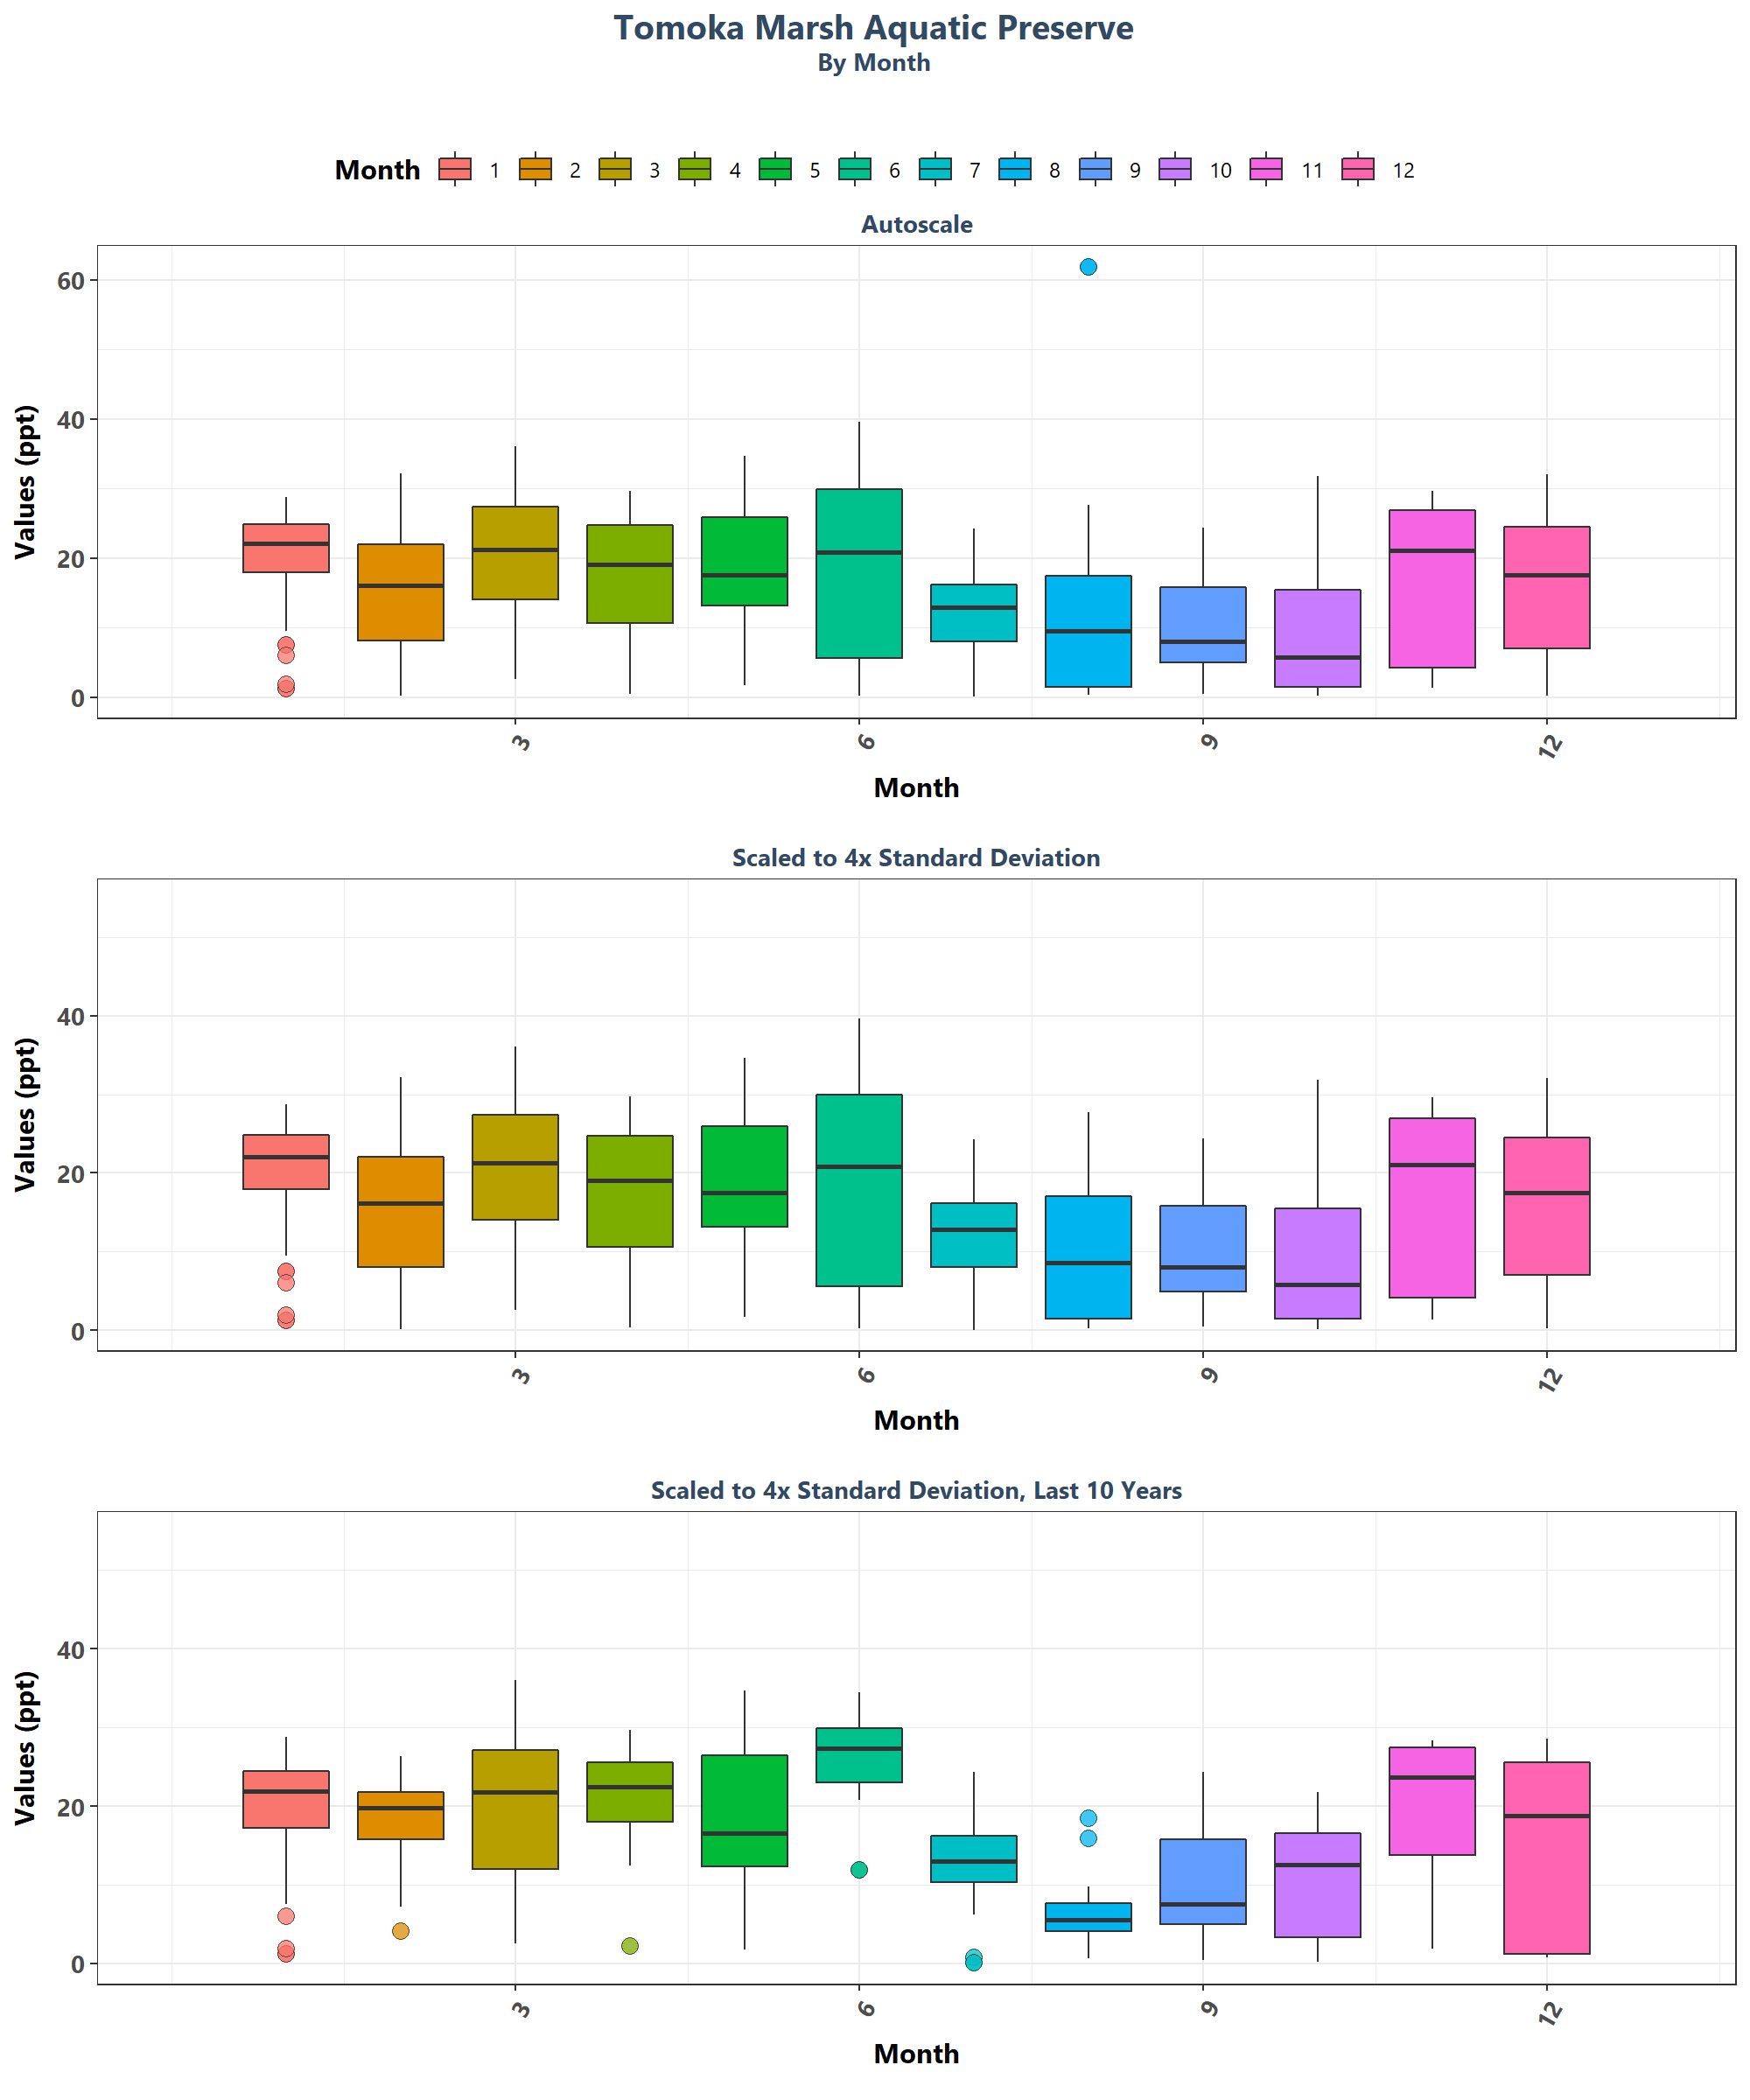 Tomoka Marsh Aquatic Preserve
By Month
Month 1 2 3 4 5 6 7 8 9 10 11 12
Autoscale
Values (ppt)
60
40
20
0
3 6 9 12
Month
Scaled to 4x Standard Deviation
Values (ppt)
40
20
0
3 6 9 12
Month
Scaled to 4x Standard Deviation, Last 10 Years
Values (ppt)
40
20
0
3 6 9 12
Month